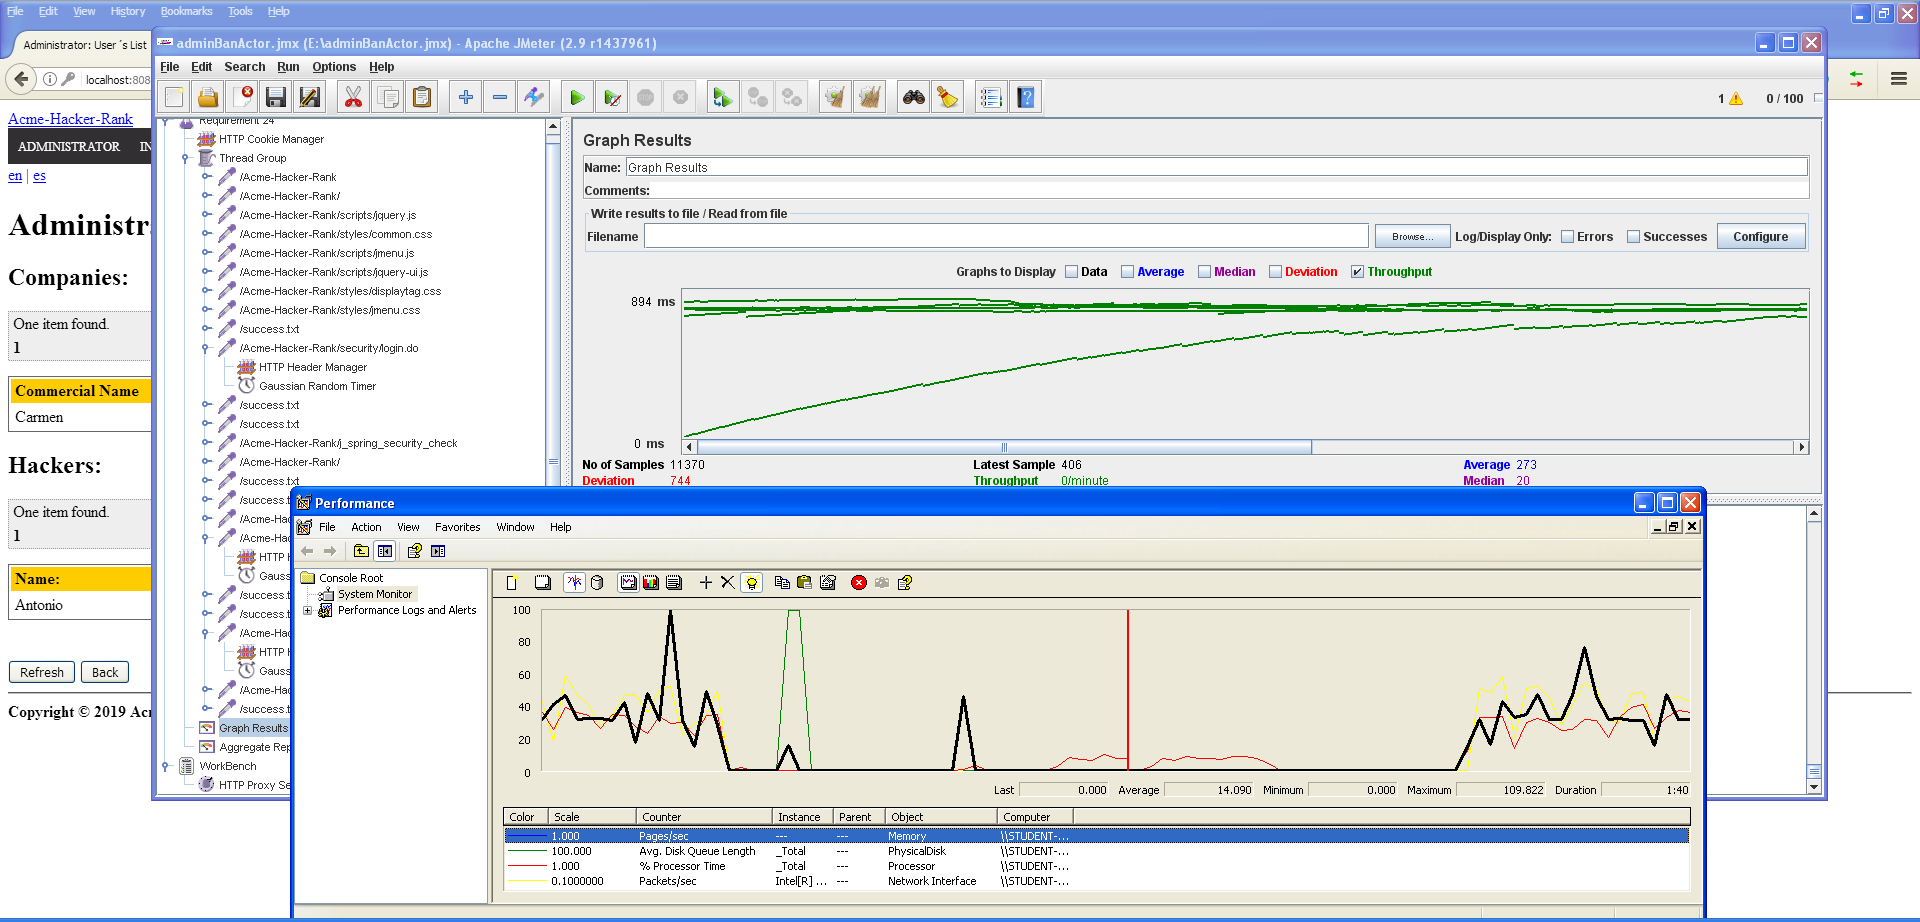 File Edit View History Bookmarks Tools Help
Administrator: User ´s List
localhost:808
Acme-Hacker-Rank
ADMINISTRATOR
en | es
Companies:
One item found.
1
Commercial Name
Carmen
Hackers:
One item found.
1
Name:
Antonio
Refresh Back
Copyright © 2019
adminBanActor.jmx (E:\adminBanActor.jmx) - Apache JMeter (2.9 r1437961)
File Edit Search Run Options Help
1 0 / 100
Requirement 24
HTTP Cookie Manager
Thread Group
/Acme-Hacker-Rank
/Acme-Hacker-Rank/
/Acme-Hacker-Rank/scripts/jquery.js
/Acme-Hacker-Rank/styles/common.css
/Acme-Hacker-Rank/scripts/jmenu.js
/Acme-Hacker-Rank/scripts/jquery-ui.js
/Acme-Hacker-Rank/styles/displaytag.css
/Acme-Hacker-Rank/styles/jmenu.css
/success.txt
/Acme-Hacker-Rank/security/login.do
HTTP Header Manager
Gaussian Random Timer
/success.txt
/success.txt
/Acme-Hacker-Rank/j_spring_security_check
/Acme-Hacker-Rank/
/success.txt
/success.t
/Acme-Hac
/Acme-Hac
HTTP H
Gauss
/success.t
/success.t
/Acme-Hac
HTTP H
Gauss
/Acme-Hac
/success.t
Graph Results
Aggregate Rep
WorkBench
HTTP Proxy Se
Graph Results
Name: Graph Results
Comments:
Write results to file / Read from file
Filename Browse... Log/Display Only: Errors Successes Configure
Graphs to Display Data Average Median Deviation Throughput
894 ms
0 ms
No of Samples 11370 Latest Sample 406 Average 273
Deviation 744 Throughput 0/minute Median 20
Performance
File Action View Favorites Window Help
Console Root
System Monitor
Performance Logs and Alerts
100
80
60
40
20
0
Last 0.000 Average 14.090 Minimum 0.000 Maximum 109.822 Duration 1:40
Color Scale Counter Instance Parent Object Computer
1.000 Pages/sec --- --- Memory \\STUDENT-...
100.000 Avg. Disk Queue Length _Total --- PhysicalDisk \\STUDENT-...
1.000 % Processor Time _Total --- Processor \\STUDENT-...
0.1000000 Packets/sec Intel[R] ... --- Network Interface \\STUDENT-...